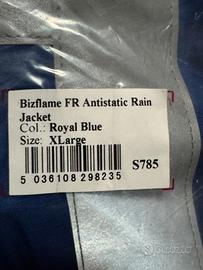 Bizflame FR Antistatic Rain
Jacket
Col.: Royal Blue
Size: XLarge
S785
5 036108 298235